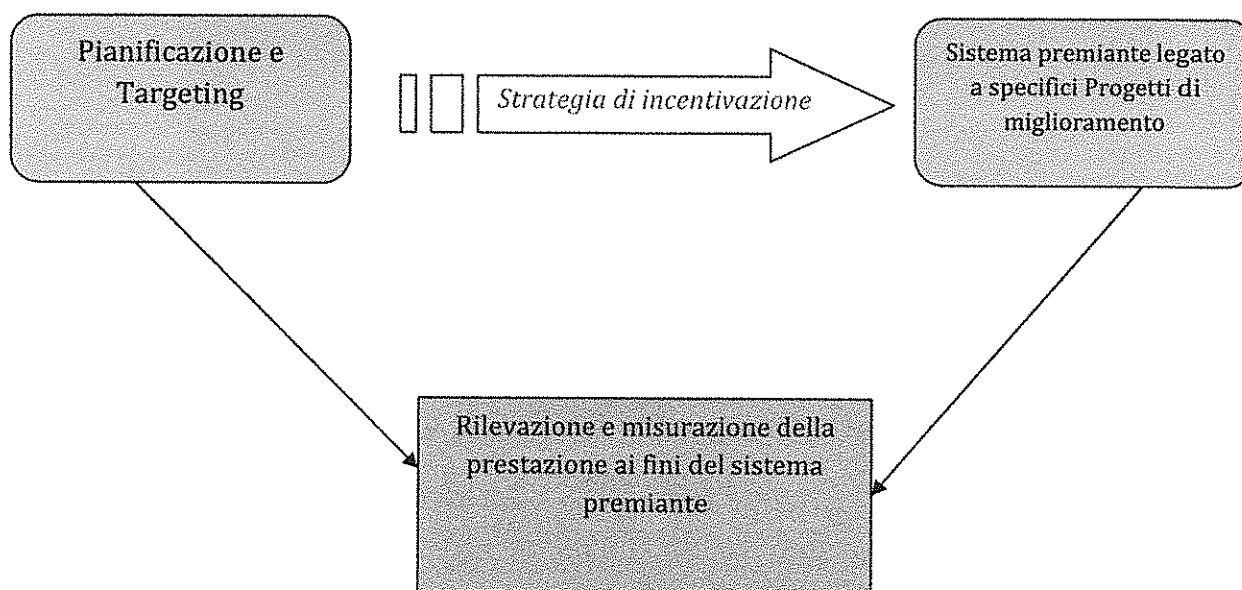 Pianificazione e
Targeting
Strategia di incentivazione
Sistema premiante legato
a specifici Progetti di
miglioramento
Rilevazione e misurazione della
prestazione ai fini del sistema
premiante